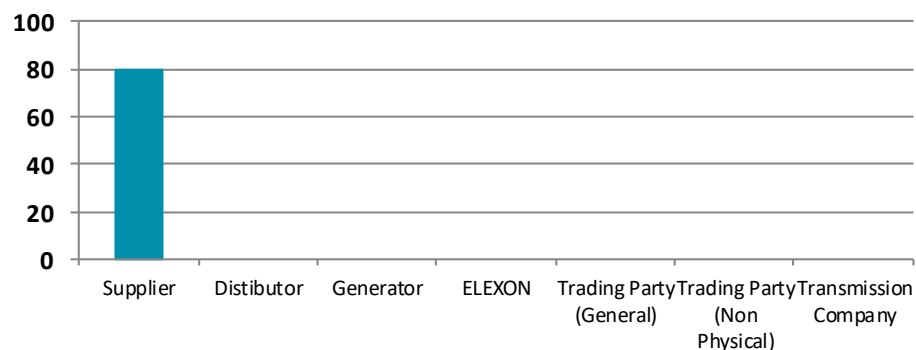 100
80
60
40
20
0
Supplier Distibutor Generator ELEXON Trading Party Trading Party Transmission
(General) (Non Company
Physical)